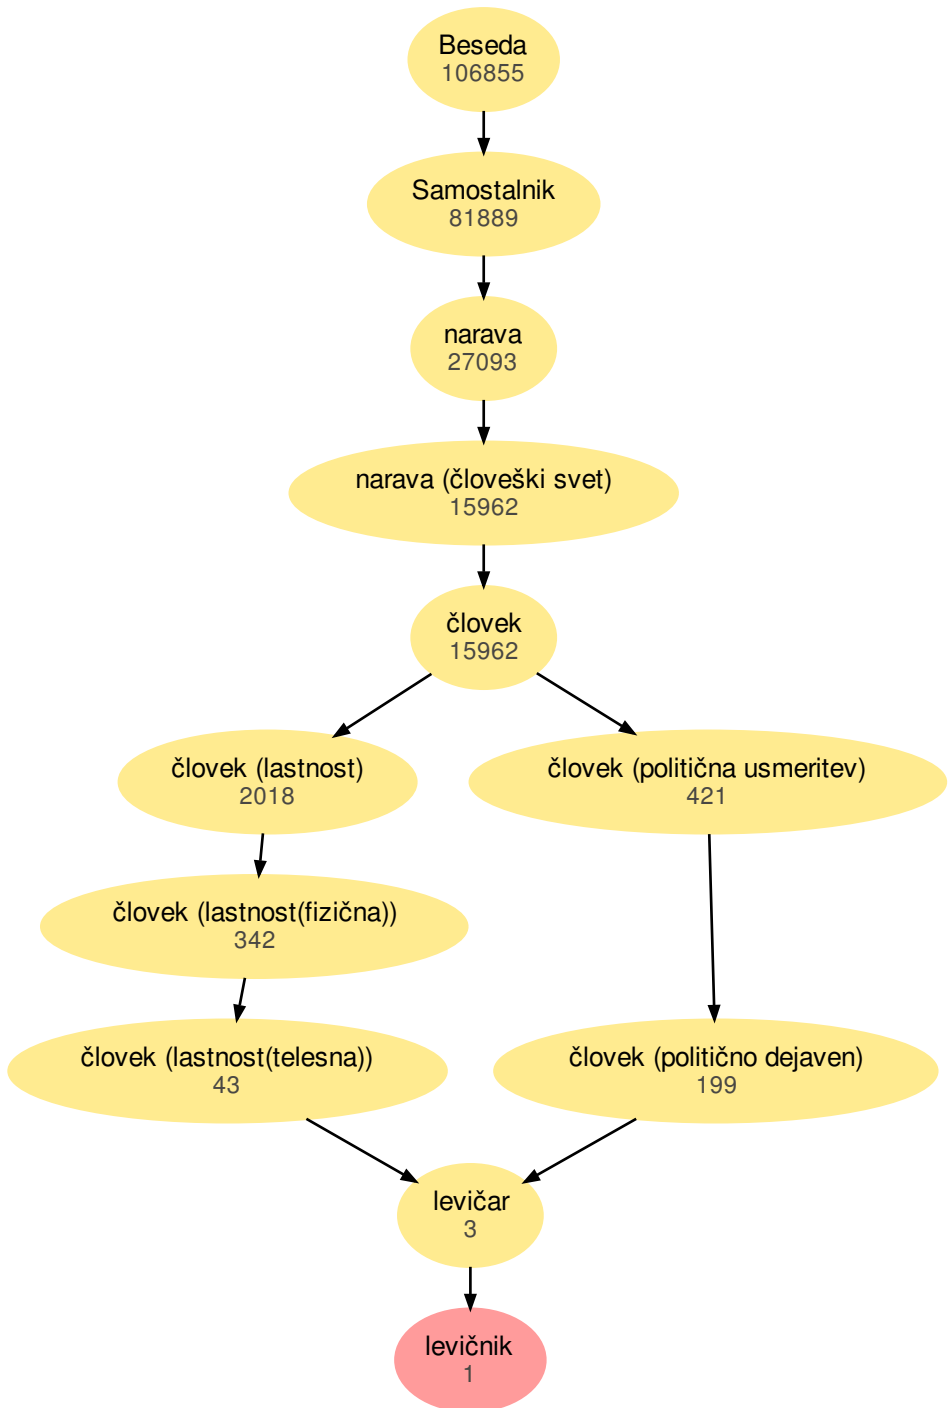 Beseda
106855
Samostalnik
81889
narava
27093
narava (človeški svet)
15962
človek
15962
človek (lastnost)
2018
človek (politična usmeritev)
421
človek (lastnost(fizična))
342
človek (lastnost(telesna))
43
človek (politično dejaven)
199
levičar
3
levičnik
1